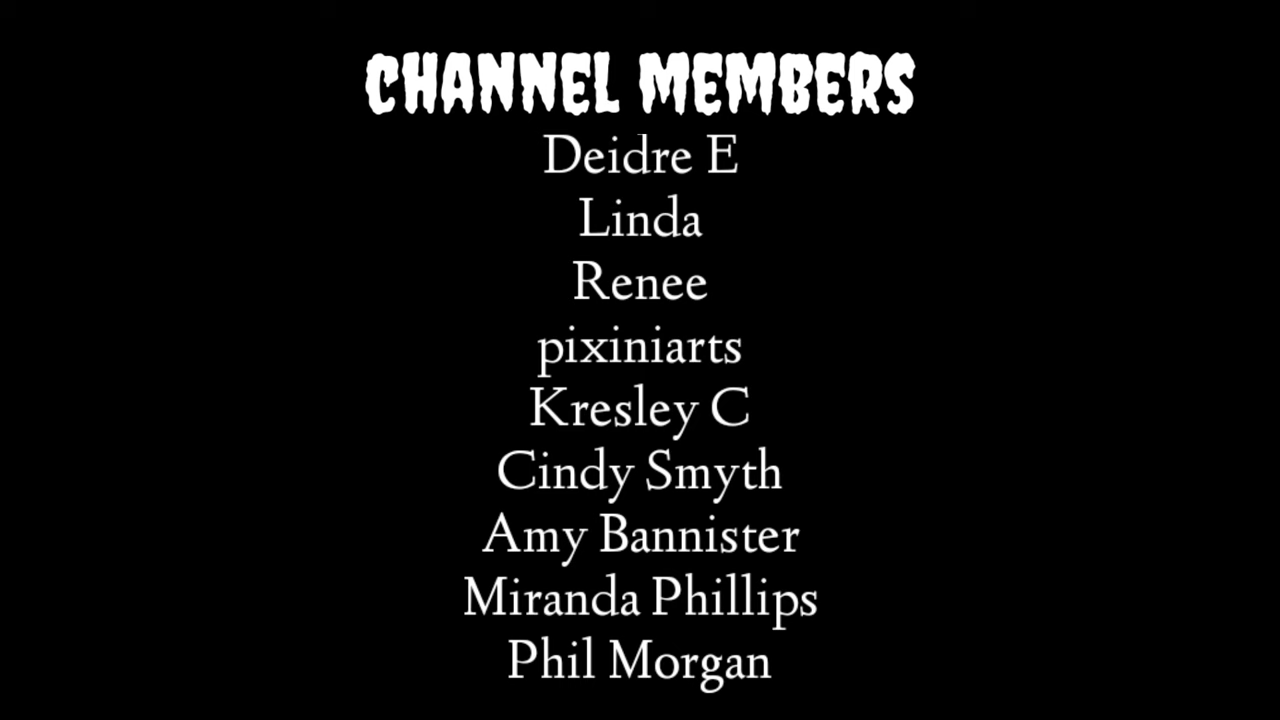 CHANNEL MEMBERS
Deidre E
Linda
Renee
pixiniarts
Kresley C
Cindy Smyth
Amy Bannister
Miranda Phillips
Phil Morgan